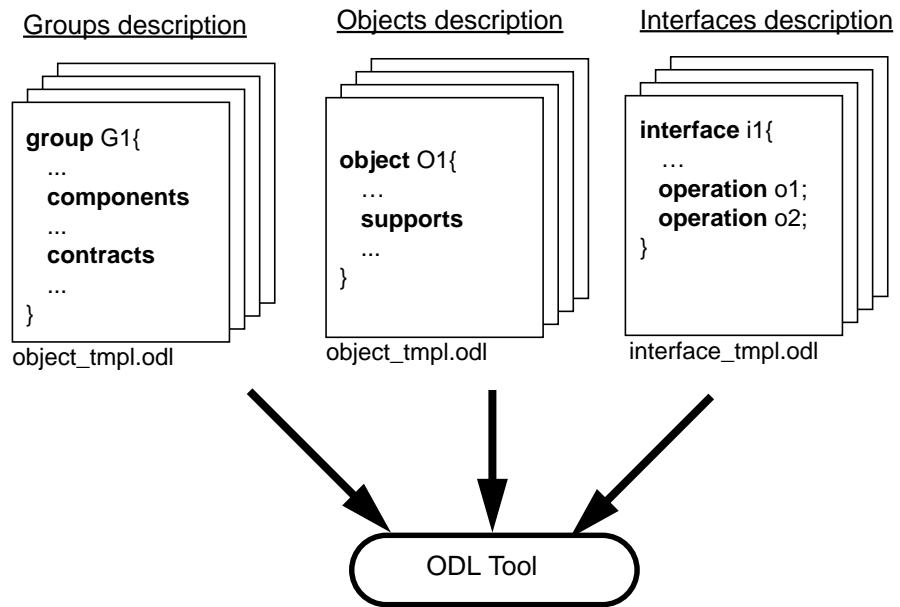 Groups description
group G1{
...
components
...
contracts
...
}
object_tmpl.odl
Objects description
object O1{
…
supports
...
}
object_tmpl.odl
Interfaces description
interface i1{
…
operation o1;
operation o2;
}
interface_tmpl.odl
ODL Tool